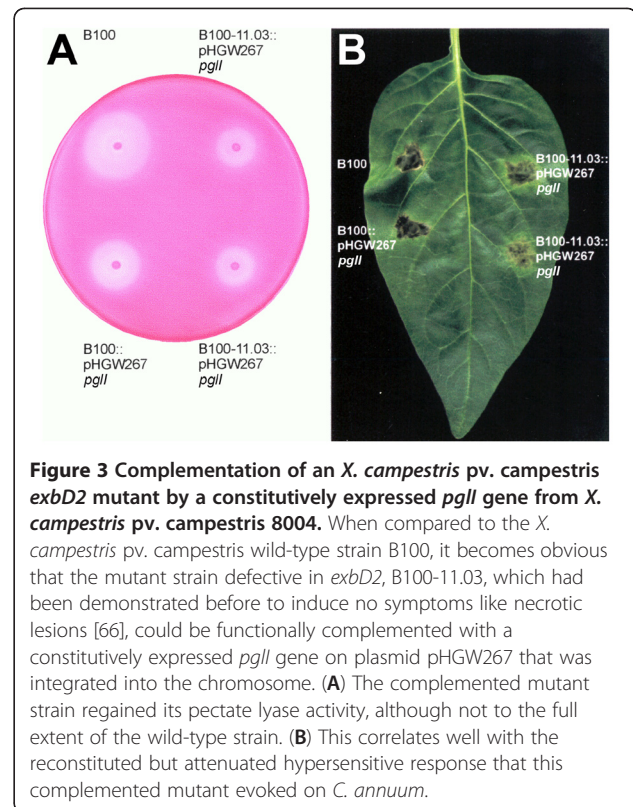 A
B100
B100-11.03::
pHGW267
pglI
B100::
pHGW267
pglI
B100-11.03::
pHGW267
pglI
B
B100
B100-11.03::
pHGW267
pglI
B100::
pHGW267
pglI
B100-11.03::
pHGW267
pglI
Figure 3 Complementation of an X. campestris pv. campestris
exbD2 mutant by a constitutively expressed pglI gene from X.
campestris pv. campestris 8004. When compared to the X.
campestris pv. campestris wild-type strain B100, it becomes obvious
that the mutant strain defective in exbD2, B100-11.03, which had
been demonstrated before to induce no symptoms like necrotic
lesions [66], could be functionally complemented with a
constitutively expressed pglI gene on plasmid pHGW267 that was
integrated into the chromosome. (A) The complemented mutant
strain regained its pectate lyase activity, although not to the full
extent of the wild-type strain. (B) This correlates well with the
reconstituted but attenuated hypersensitive response that this
complemented mutant evoked on C. annuum.